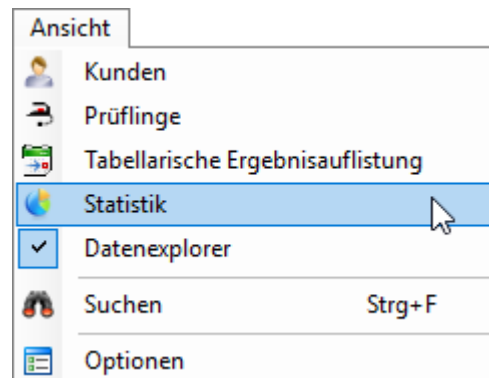 Ansicht
Kunden
Prüflinge
Tabellarische Ergebnisauflistung
Statistik
Datenexplorer
Suchen Strg+F
Optionen